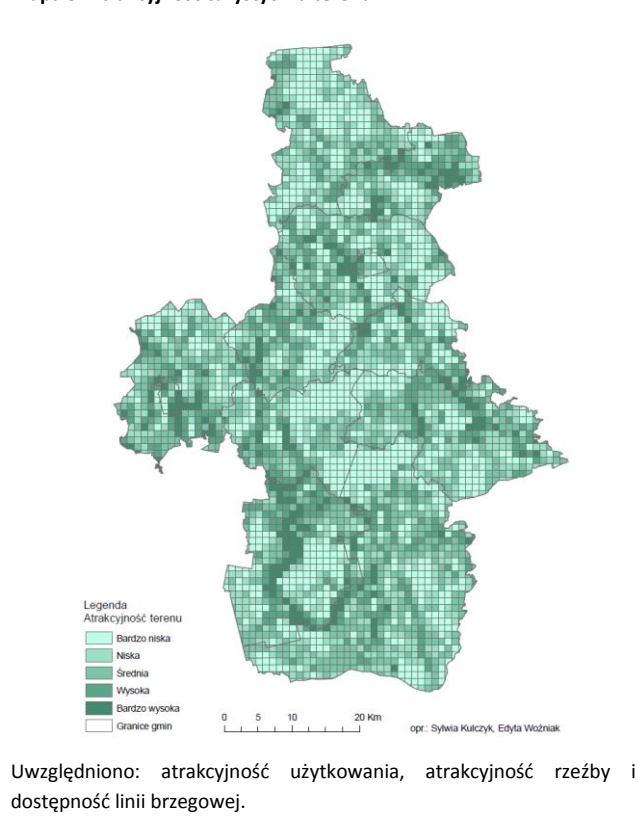 Legenda
Atrakcyjność terenu
Bardzo niska
Niska
Średnia
Wysoka
Bardzo wysoka
Granice gmin
0 5 10 20 Km
opr.: Sylwia Kulczyk, Edyta Woźniak
Uwzględniono: atrakcyjność użytkowania, atrakcyjność rzeźby i
dostępność linii brzegowej.